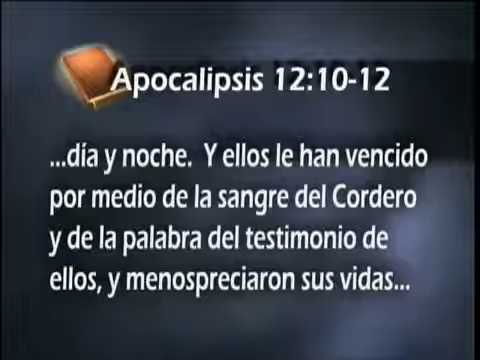 Apocalipsis 12:10-12
...día y noche. Y ellos le han vencido
por medio de la sangre del Cordero
y de la palabra del testimonio de
ellos, y menospreciaron sus vidas...